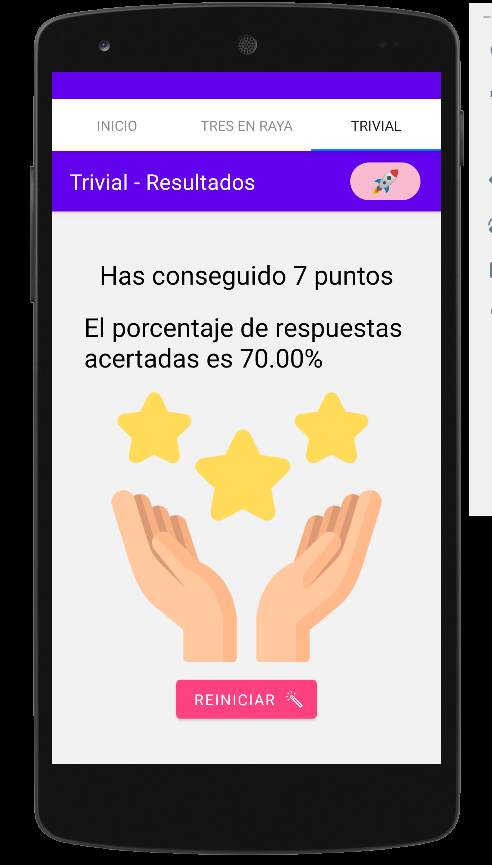 INICIO
TRES EN RAYA
TRIVIAL
Trivial - Resultados
Has conseguido 7 puntos
El porcentaje de respuestas
acertadas es 70.00%
REINICIAR